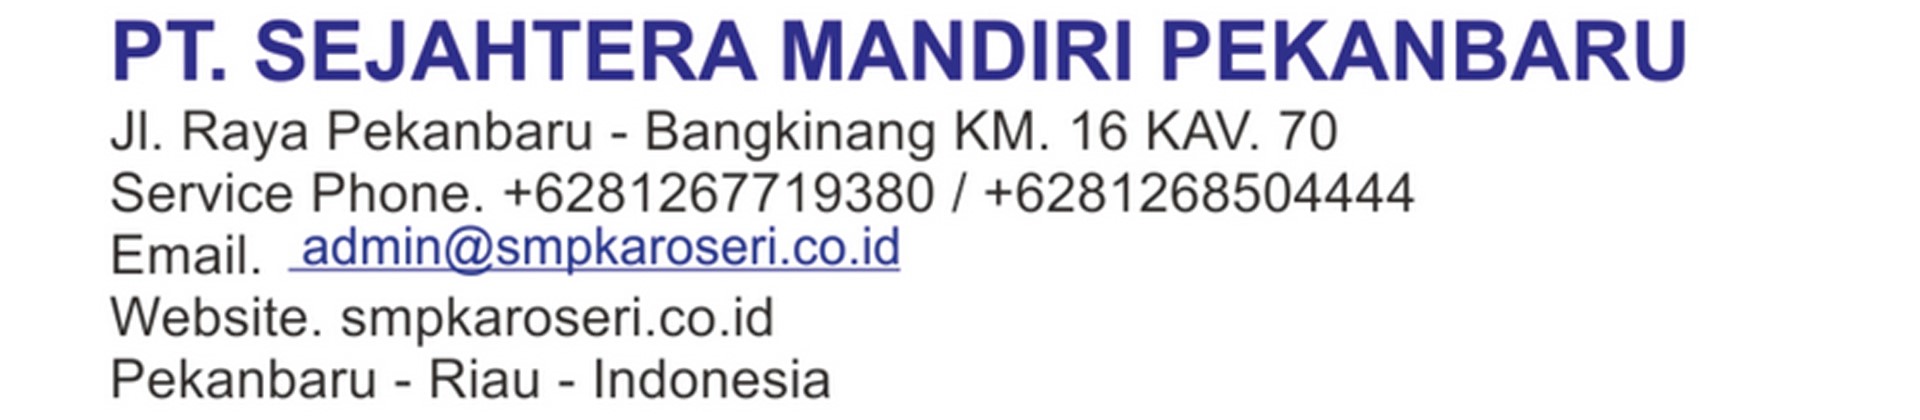 PT. SEJAHTERA MANDIRI PEKANBARU
Jl. Raya Pekanbaru - Bangkinang KM. 16 KAV. 70
Service Phone. +6281267719380 / +6281268504444
Email. admin@smpkaroseri.co.id
Website. smpkaroseri.co.id
Pekanbaru - Riau - Indonesia